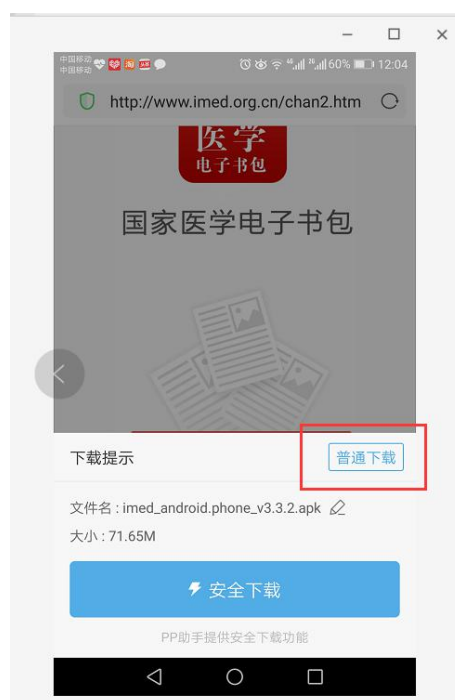 中国移动
中国移动
60% 12:04
http://www.imed.org.cn/chan2.htm
医学
电子书包
国家医学电子书包
下载提示
普通下载
文件名 : imed_android.phone_v3.3.2.apk
大小 : 71.65M
安全下载
PP助手提供安全下载功能